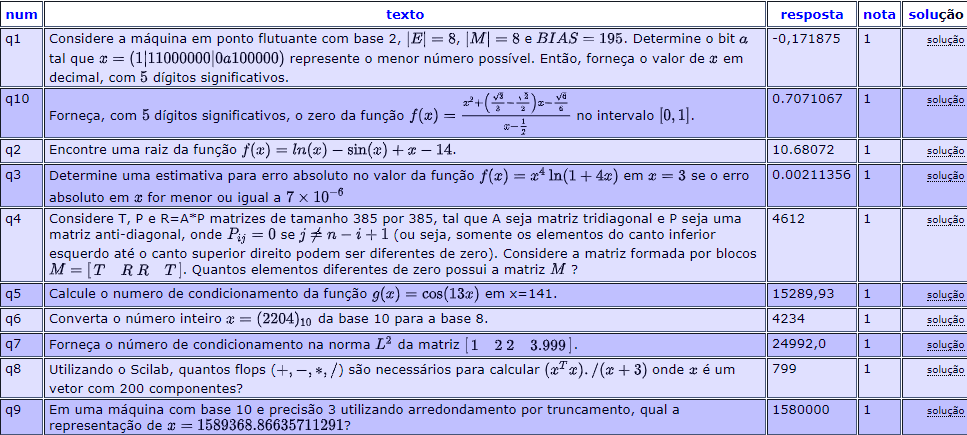 num texto resposta nota solução
q1 Considere a máquina em ponto flutuante com base 2, |E| = 8, |M| = 8 e BIAS = 195. Determine o bit a -0,171875 1 solução
tal que x = (1|11000000|0a100000) represente o menor número possível. Então, forneça o valor de x em
decimal, com 5 dígitos significativos.
q10 Forneça, com 5 dígitos significativos, o zero da função f(x) = \frac{x^2+\left(\frac{\sqrt{3}}{3}-\frac{\sqrt{2}}{2}\right)x-\frac{\sqrt{6}}{6}}{x-\frac{1}{2}} no intervalo [0, 1]. 0.7071067 1 solução
q2 Encontre uma raiz da função f(x) = ln(x) − sin(x) + x − 14. 10.68072 1 solução
q3 Determine uma estimativa para erro absoluto no valor da função f(x) = x^4 ln(1 + 4x) em x = 3 se o erro 0.00211356 1 solução
absoluto em x for menor ou igual a 7 × 10^{−6}
q4 Considere T, P e R=A*P matrizes de tamanho 385 por 385, tal que A seja matriz tridiagonal e P seja uma 4612 1 solução
matriz anti-diagonal, onde P_{ij} = 0 se j ≠ n − i + 1 (ou seja, somente os elementos do canto inferior
esquerdo até o canto superior direito podem ser diferentes de zero). Considere a matriz formada por blocos
M = [T R R T]. Quantos elementos diferentes de zero possui a matriz M ?
q5 Calcule o numero de condicionamento da função g(x) = cos(13x) em x=141. 15289,93 1 solução
q6 Converta o número inteiro x = (2204)_{10} da base 10 para a base 8. 4234 1 solução
q7 Forneça o número de condicionamento na norma L^2 da matriz [1 2 2 3.999]. 24992,0 1 solução
q8 Utilizando o Scilab, quantos flops (+, −, *, /) são necessários para calcular (x^T x). /(x + 3) onde x é um 799 1 solução
vetor com 200 componentes?
q9 Em uma máquina com base 10 e precisão 3 utilizando arredondamento por truncamento, qual a 1580000 1 solução
representação de x = 1589368.86635711291?